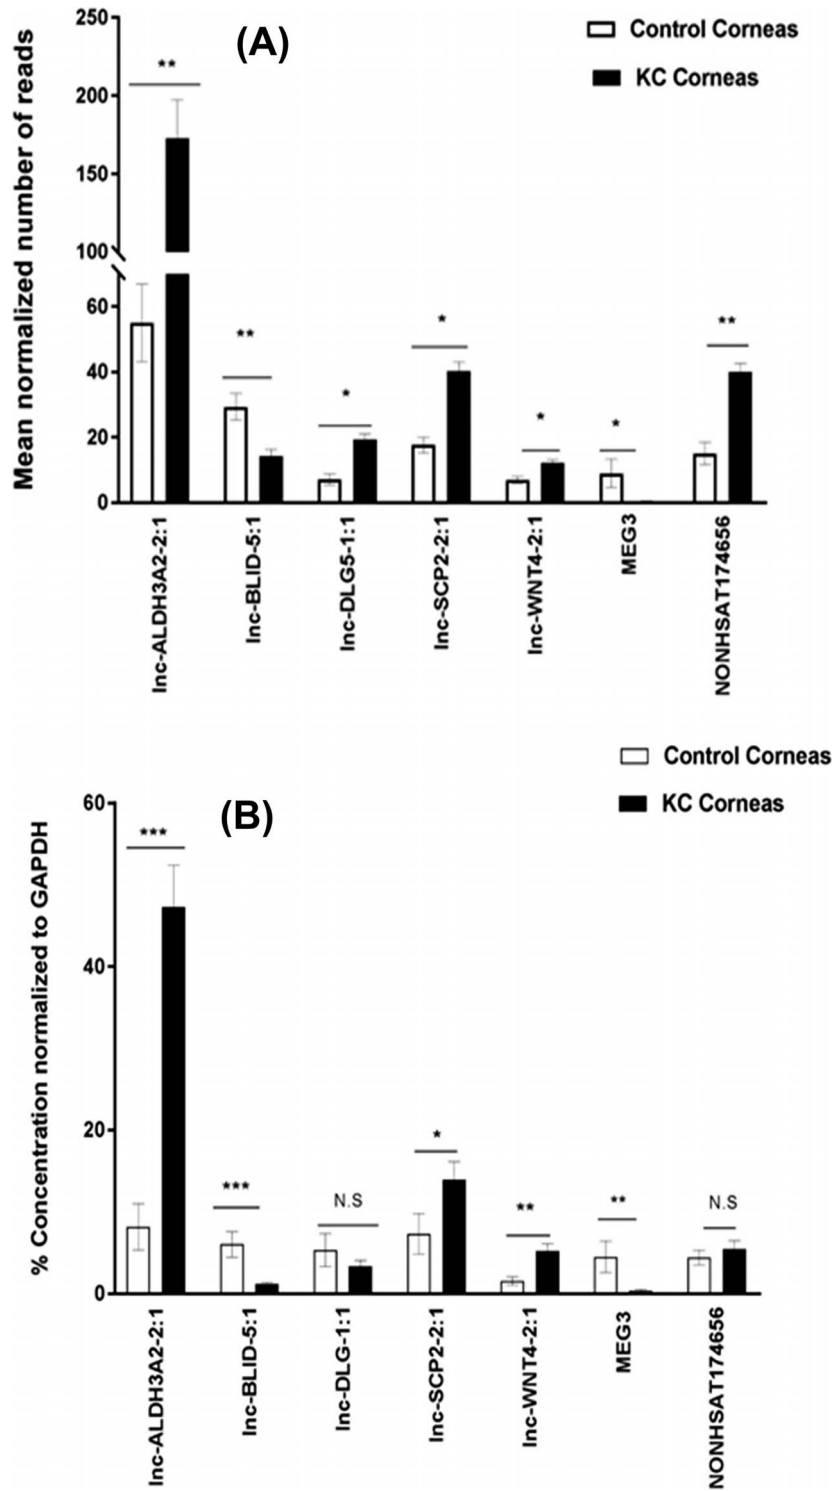 (A)
Control Corneas
KC Corneas
Mean normalized number of reads
250
200
150
100
60
40
20
0
**
**
*
*
*
*
**
lnc-ALDH3A2-2:1
lnc-BLID-5:1
lnc-DLG5-1:1
lnc-SCP2-2:1
lnc-WNT4-2:1
MEG3
NONHSAT174656
(B)
Control Corneas
KC Corneas
% Concentration normalized to GAPDH
60
40
20
0
***
***
N.S
*
**
**
N.S
lnc-ALDH3A2-2:1
lnc-BLID-5:1
lnc-DLG-1:1
lnc-SCP2-2:1
lnc-WNT4-2:1
MEG3
NONHSAT174656